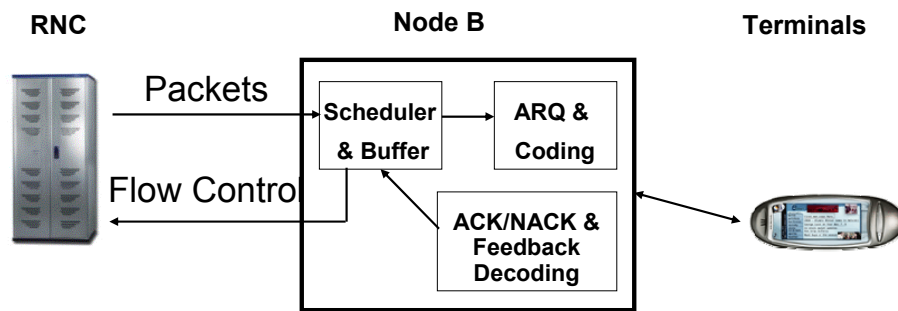 RNC
Node B
Terminals
Packets
Scheduler
& Buffer
ARQ &
Coding
Flow Control
ACK/NACK &
Feedback
Decoding